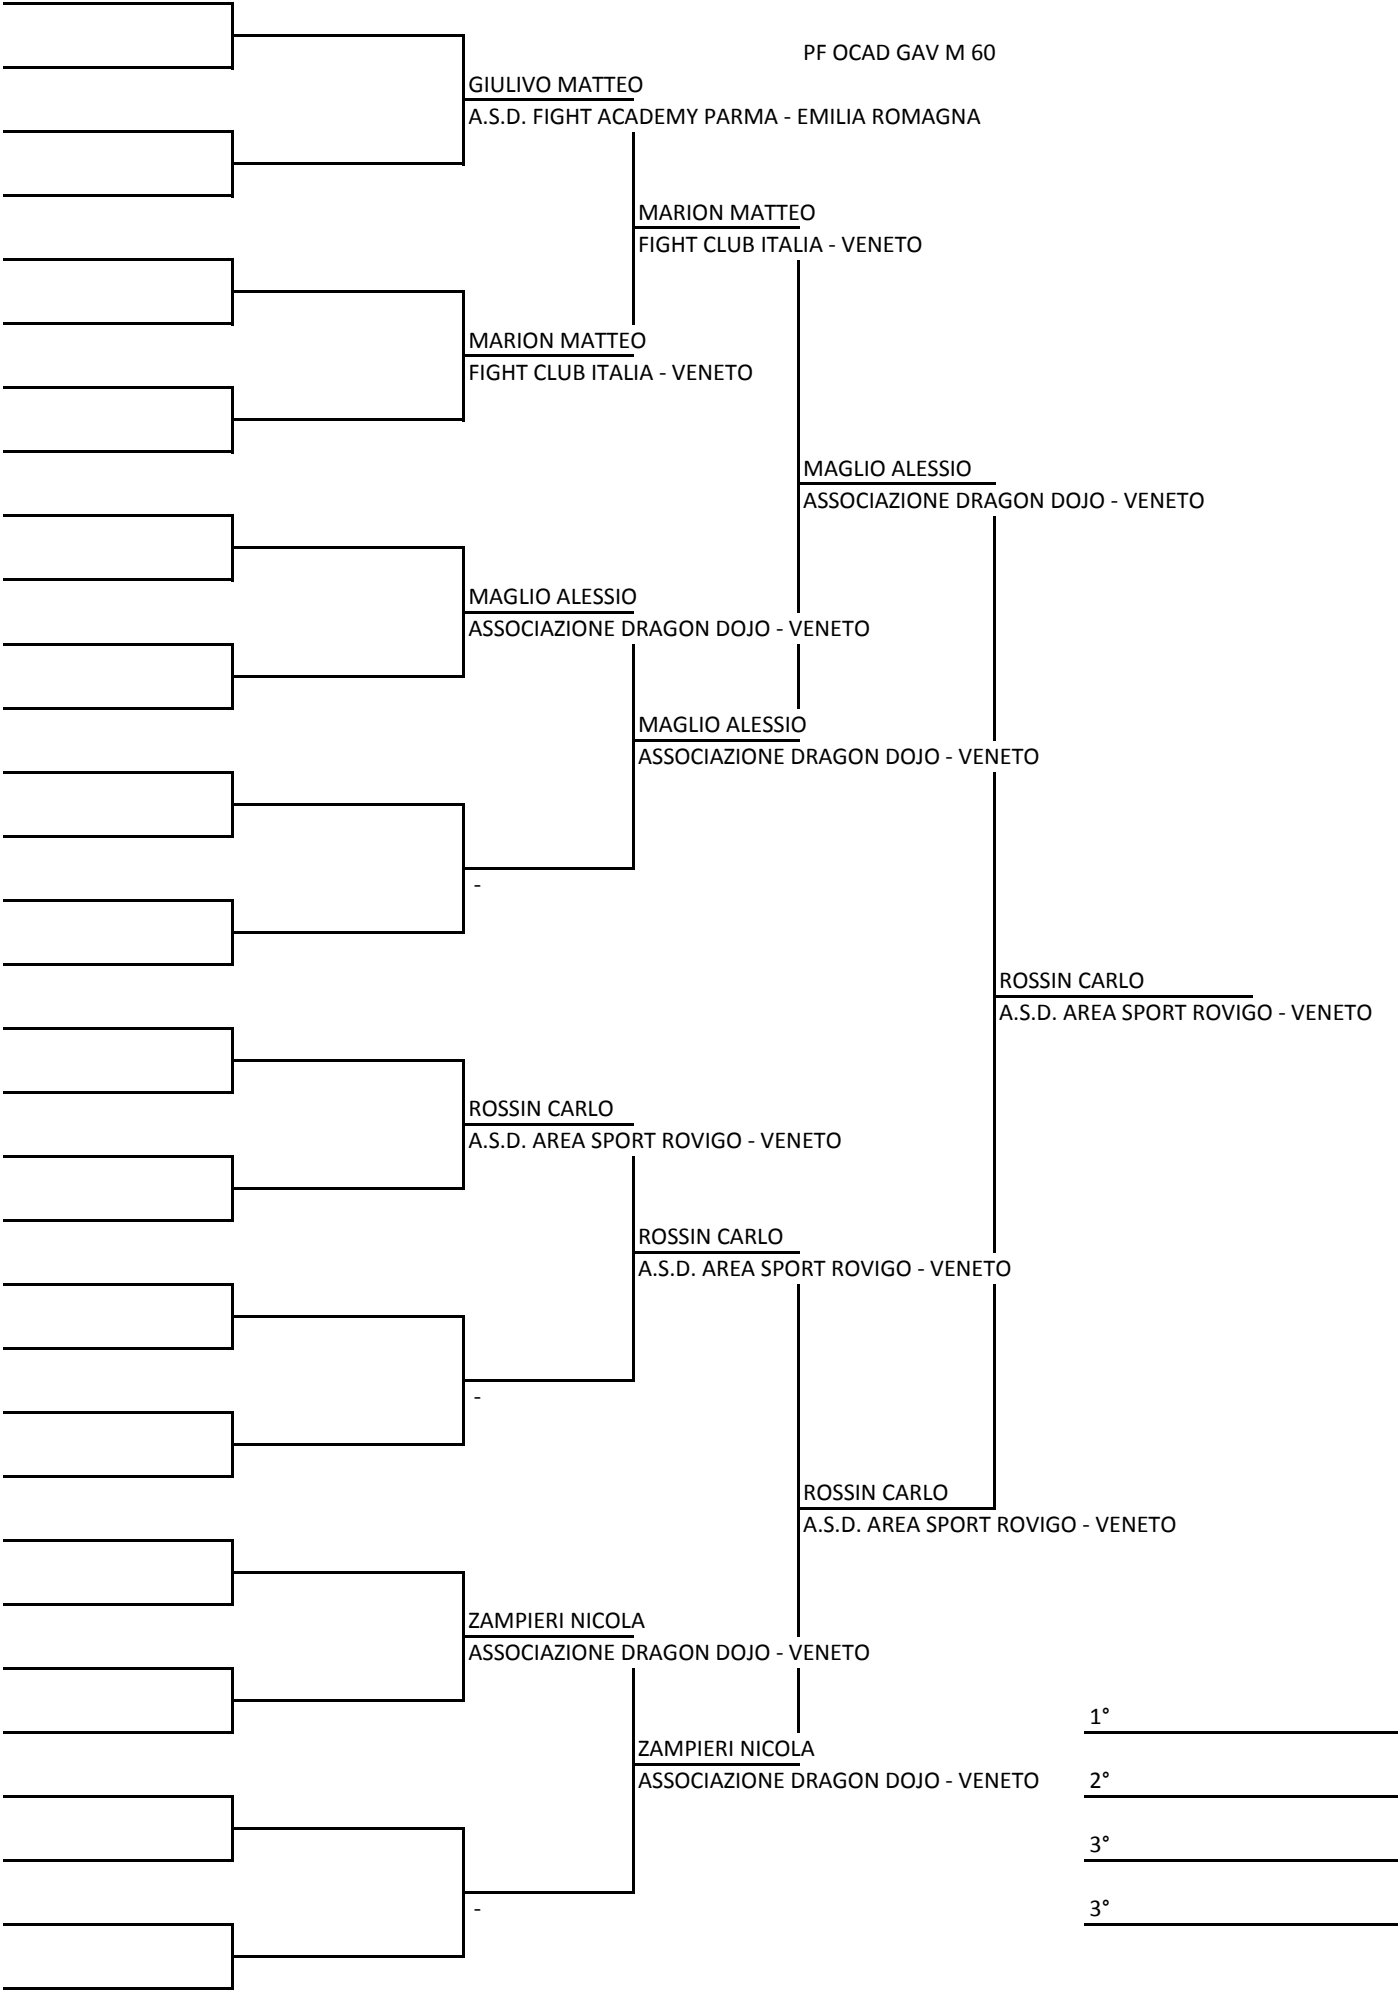 PF OCAD GAV M 60
GIULIVO MATTEO
A.S.D. FIGHT ACADEMY PARMA - EMILIA ROMAGNA
MARION MATTEO
FIGHT CLUB ITALIA - VENETO
MARION MATTEO
FIGHT CLUB ITALIA - VENETO
MAGLIO ALESSIO
ASSOCIAZIONE DRAGON DOJO - VENETO
MAGLIO ALESSIO
ASSOCIAZIONE DRAGON DOJO - VENETO
MAGLIO ALESSIO
ASSOCIAZIONE DRAGON DOJO - VENETO
-
ROSSIN CARLO
A.S.D. AREA SPORT ROVIGO - VENETO
ROSSIN CARLO
A.S.D. AREA SPORT ROVIGO - VENETO
ROSSIN CARLO
A.S.D. AREA SPORT ROVIGO - VENETO
-
ROSSIN CARLO
A.S.D. AREA SPORT ROVIGO - VENETO
ZAMPIERI NICOLA
ASSOCIAZIONE DRAGON DOJO - VENETO
1°
ZAMPIERI NICOLA
ASSOCIAZIONE DRAGON DOJO - VENETO
2°
3°
-
3°